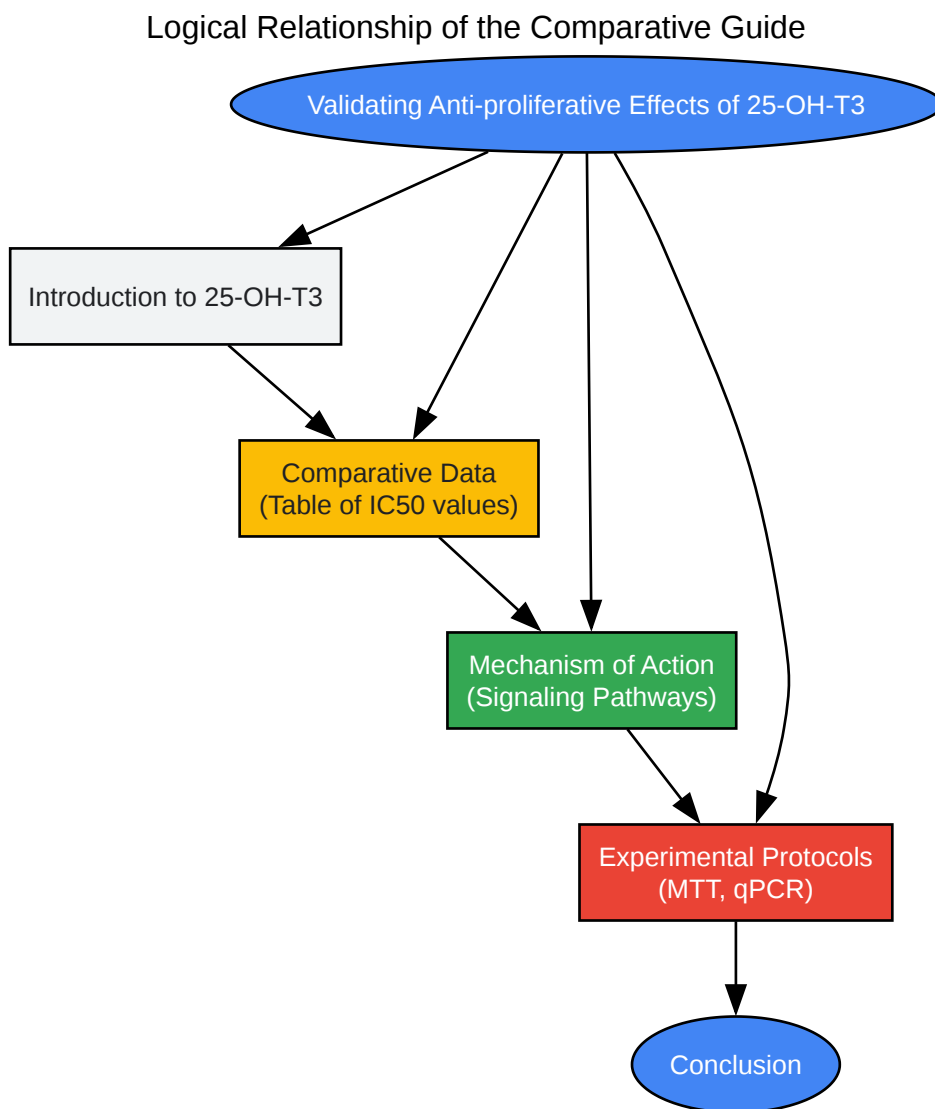 Logical Relationship of the Comparative Guide
Validating Anti-proliferative Effects of 25-OH-T3
Introduction to 25-OH-T3
Comparative Data
(Table of IC50 values)
Mechanism of Action
(Signaling Pathways)
Experimental Protocols
(MTT, qPCR)
Conclusion